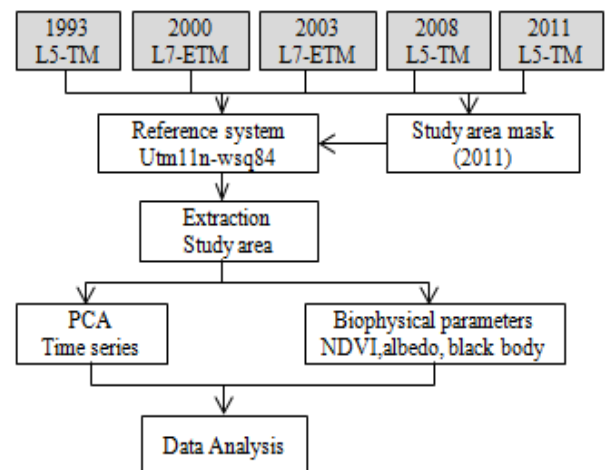 1993
L5-TM
2000
L7-ETM
2003
L7-ETM
2008
L5-TM
2011
L5-TM
Reference system
Utm11n-wsq84
Study area mask
(2011)
Extraction
Study area
PCA
Time series
Biophysical parameters
NDVI,albedo, black body
Data Analysis